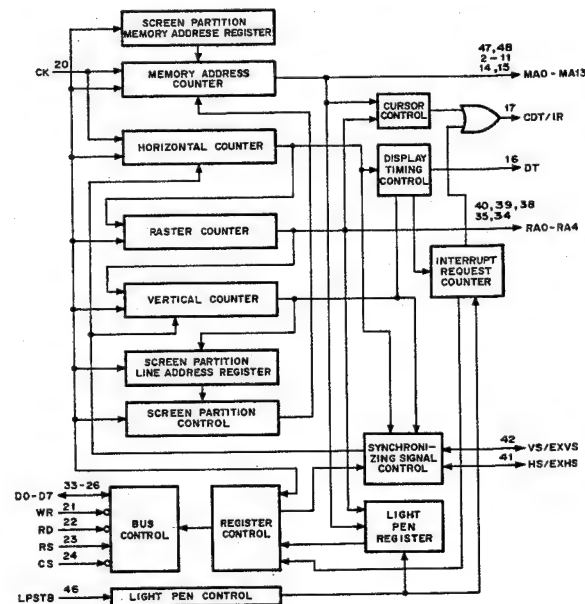 SCREEN PARTITION
MEMORY ADDRESE REGISTER
47,48
2-11
14,15
CK 20
MEMORY ADDRESS
COUNTER
MA0-MA13
CURSOR
CONTROL
17
CDT/IR
HORIZONTAL COUNTER
DISPLAY
TIMING
CONTROL
16
DT
40,39,38
35,34
RASTER COUNTER
RA0-RA4
INTERRUPT
REQUEST
COUNTER
VERTICAL COUNTER
SCREEN PARTITION
LINE ADDRESS REGISTER
SCREEN PARTITION
CONTROL
SYNCHRONI-
ZING SIGNAL
CONTROL
42
VS/EXVS
41
HS/EXHS
33-26
D0-D7
21
WR
22
RD
23
RS
24
CS
BUS
CONTROL
REGISTER
CONTROL
LIGHT
PEN
REGISTER
46
LPSTB
LIGHT PEN CONTROL